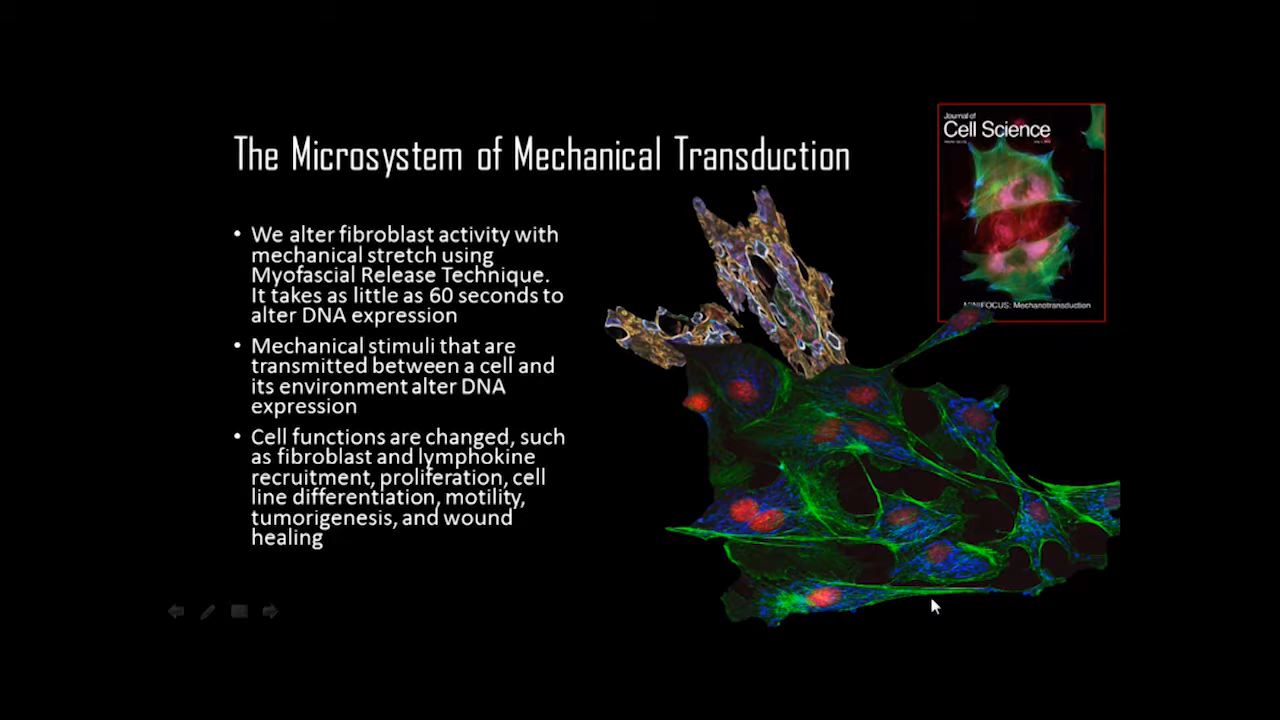 Journal of
Cell Science
The Microsystem of Mechanical Transduction
• We alter fibroblast activity with
mechanical stretch using
Myofascial Release Technique.
It takes as little as 60 seconds to
alter DNA expression
• Mechanical stimuli that are
transmitted between a cell and
its environment alter DNA
expression
• Cell functions are changed, such
as fibroblast and lymphokine
recruitment, proliferation, cell
line differentiation, motility,
tumorigenesis, and wound
healing
MINIFOCUS: Mechanotransduction